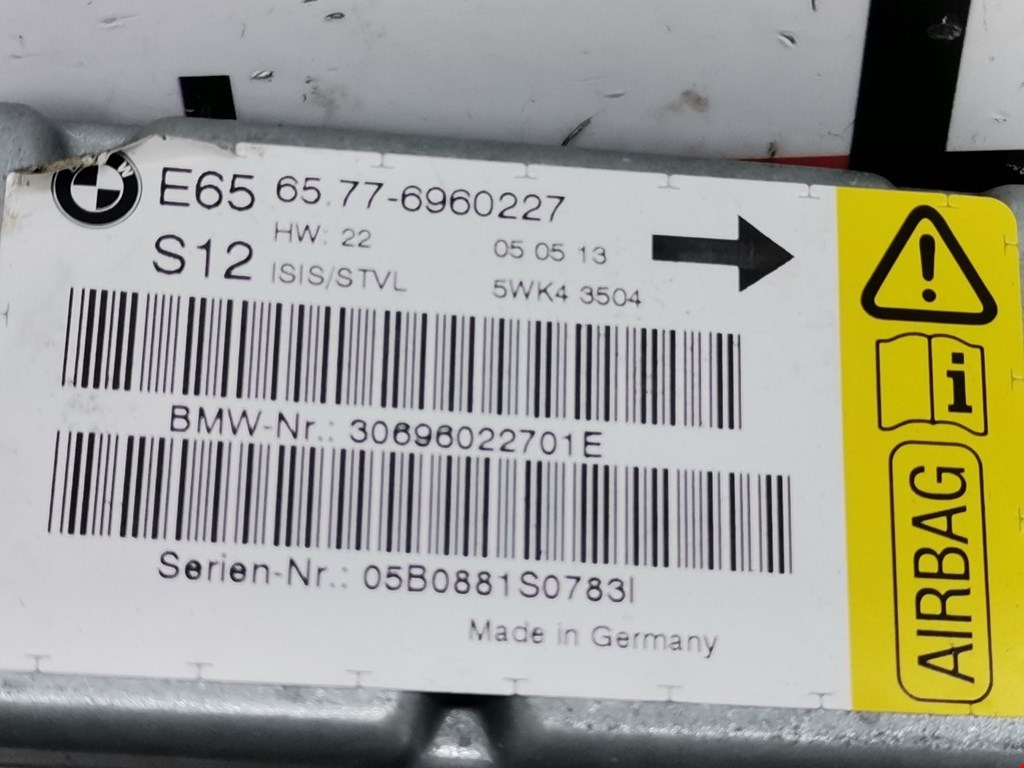 E65 65.77-6960227
S12 HW: 22 05 05 13
ISIS/STVL 5WK4 3504
BMW-Nr.: 30696022701E
Serien-Nr.: 05B0881S0783I
Made in Germany
AIRBAG